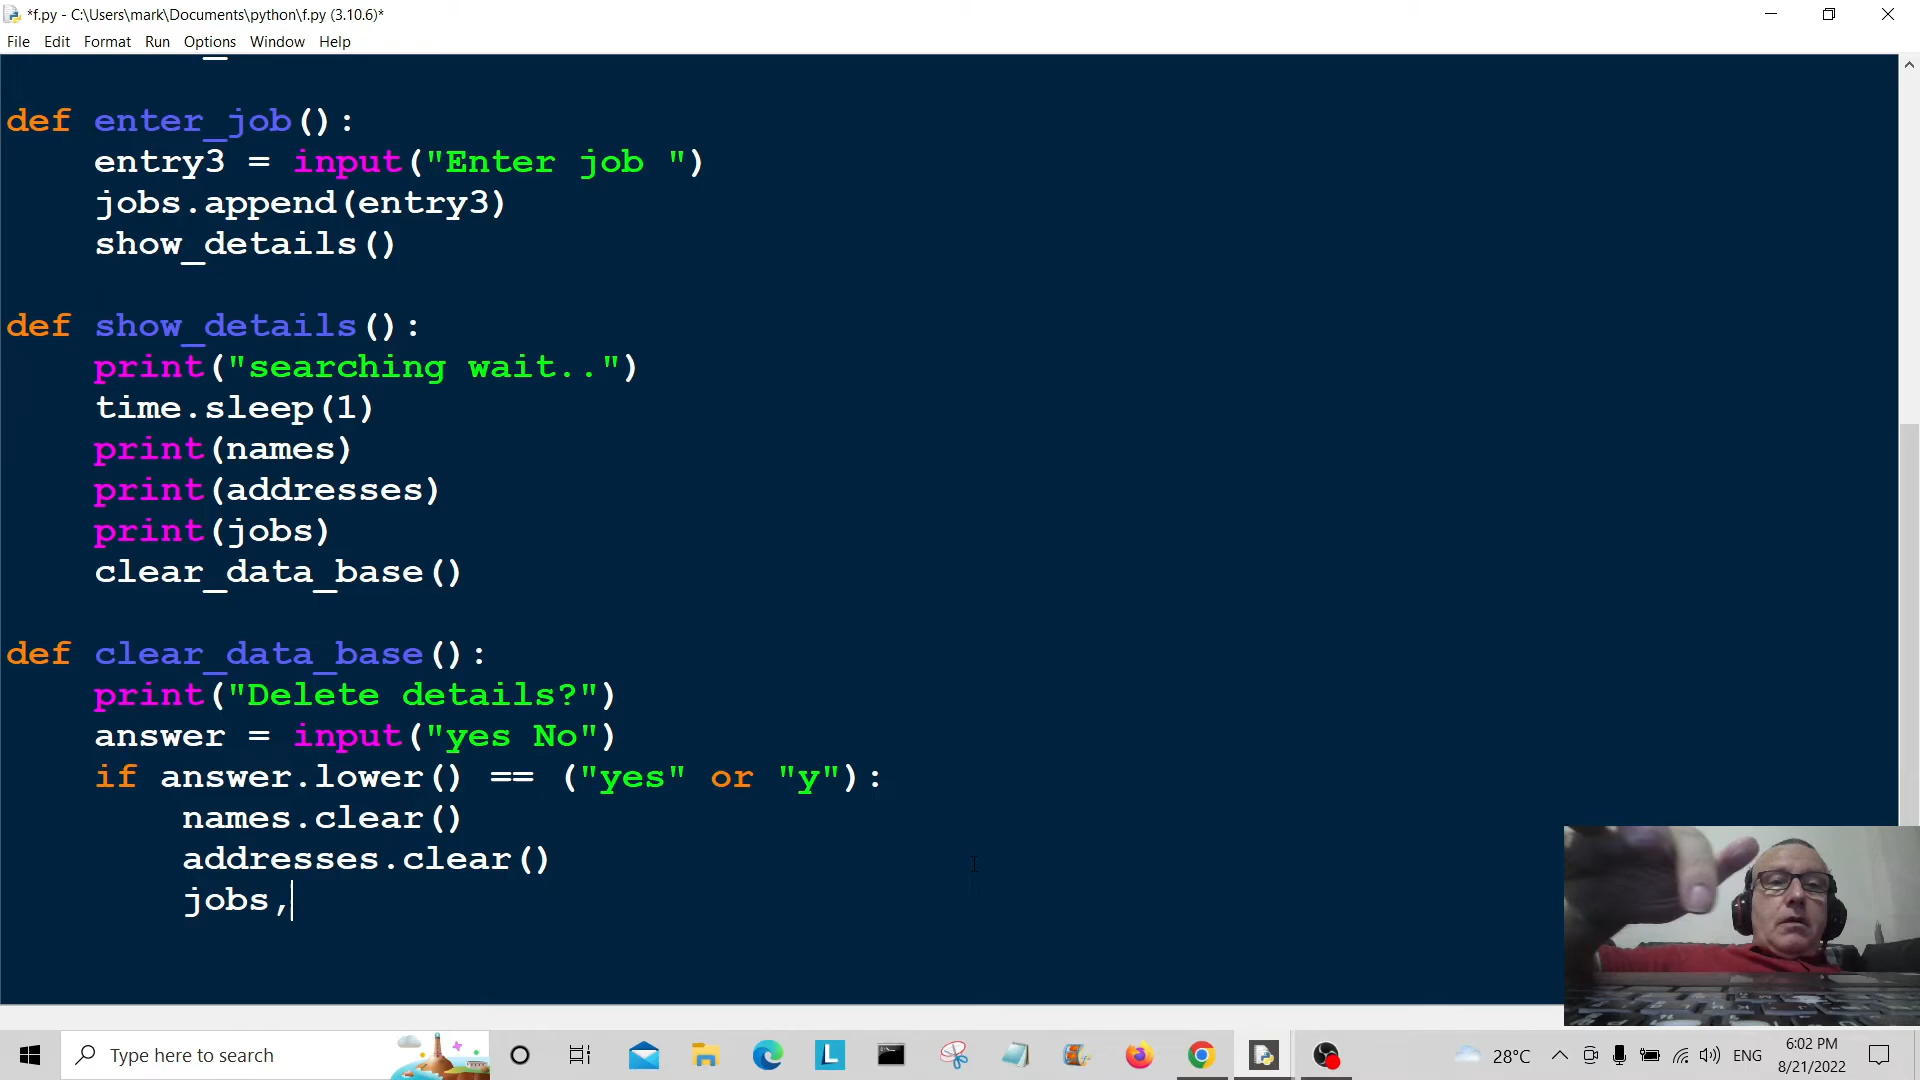 *f.py - C:\Users\mark\Documents\python\f.py (3.10.6)*
File Edit Format Run Options Window Help
def enter_job():
    entry3 = input("Enter job ")
    jobs.append(entry3)
    show_details()
def show_details():
    print("searching wait..")
    time.sleep(1)
    print(names)
    print(addresses)
    print(jobs)
    clear_data_base()
def clear_data_base():
    print("Delete details?")
    answer = input("yes No")
    if answer.lower() == ("yes" or "y"):
        names.clear()
        addresses.clear()
        jobs,
Type here to search
L
28°C
ENG
6:02 PM
8/21/2022